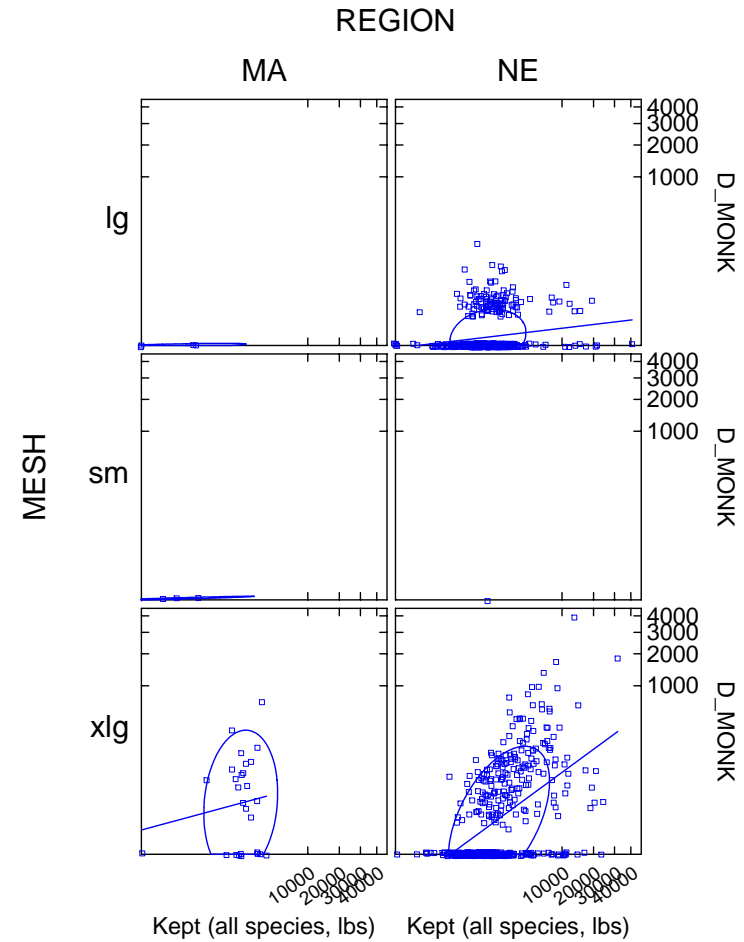 REGION
MA NE
4000
3000
2000
1000
D_MONK
lg
4000
3000
2000
1000
D_MONK
MESH
sm
4000
3000
2000
1000
D_MONK
xlg
10000 20000 30000 40000 10000 20000 30000 40000
Kept (all species, lbs) Kept (all species, lbs)